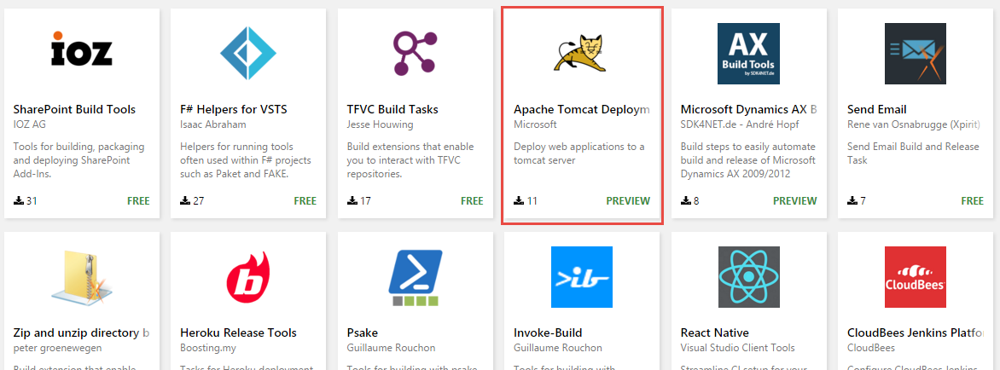 iOZ
SharePoint Build Tools
IOZ AG
Tools for building, packaging
and deploying SharePoint
Add-Ins.
31 FREE
F# Helpers for VSTS
Isaac Abraham
Helpers for running tools
often used within F# projects
such as Paket and FAKE.
27 FREE
TFVC Build Tasks
Jesse Houwing
Build extensions that enable
you to interact with TFVC
repositories.
17 FREE
Apache Tomcat Deploym
Microsoft
Deploy web applications to a
tomcat server
11 PREVIEW
AX
Build Tools
by SDK4NET.de
Microsoft Dynamics AX B
SDK4NET.de - André Hopf
Build steps to easily automate
build and release of Microsoft
Dynamics AX 2009/2012
8 PREVIEW
Send Email
Rene van Osnabrugge (Xpirit)
Send Email Build and Release
Task
7 FREE
Zip and unzip directory b
peter groenewegen
Build extension that enable
b
Heroku Release Tools
Boosting.my
Tasks for Heroku deployment
Psake
Guillaume Rouchon
Tools for building with psake
>ib
Invoke-Build
Guillaume Rouchon
Tools for building with
React Native
Visual Studio Client Tools
Streamline CI setup for your
CloudBees
CloudBees Jenkins Platfo
CloudBees
Configure CloudBees Jenkins